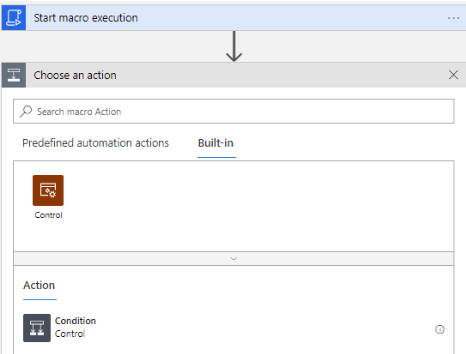 Start macro execution
Choose an action
Search macro Action
Predefined automation actions Built-in
Control
Action
Condition
Control